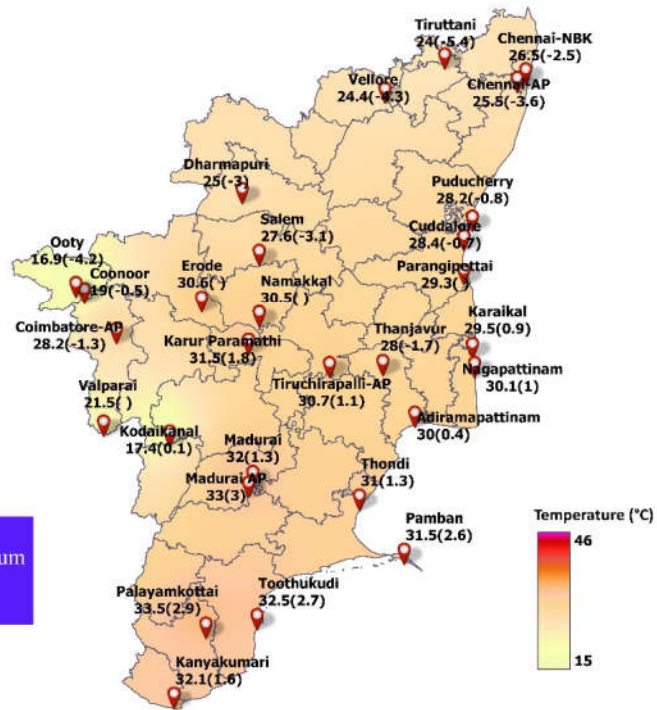 Tiruttani
24(-5.4)
Chennai-NBK
26.5(-2.5)
Vellore
24.4(-4.3)
Chennai-AP
25.5(-3.6)
Dharmapuri
25(-3)
Puducherry
28.2(-0.8)
Salem
27.6(-3.1)
Cuddalore
28.4(-0.7)
Ooty
16.9(-4.2)
Coonoor
19(-0.5)
Erode
30.6( )
Namakkal
30.5( )
Parangipettai
29.3( )
Karaikal
29.5(0.9)
Coimbatore-AP
28.2(-1.3)
Karur Paramathi
31.5(1.8)
Thanjavur
28(-1.7)
Nagapattinam
30.1(1)
Valparai
21.5( )
Tiruchirapalli-AP
30.7(1.1)
Adiramapattinam
30(0.4)
Kodaikanal
17.4(0.1)
Madurai
32(1.3)
Madurai AP
33(3)
Thondi
31(1.3)
Pamban
31.5(2.6)
Temperature (°C)
46
15
um
Palayamkottai
33.5(2.9)
Toothukudi
32.5(2.7)
Kanyakumari
32.1(1.6)